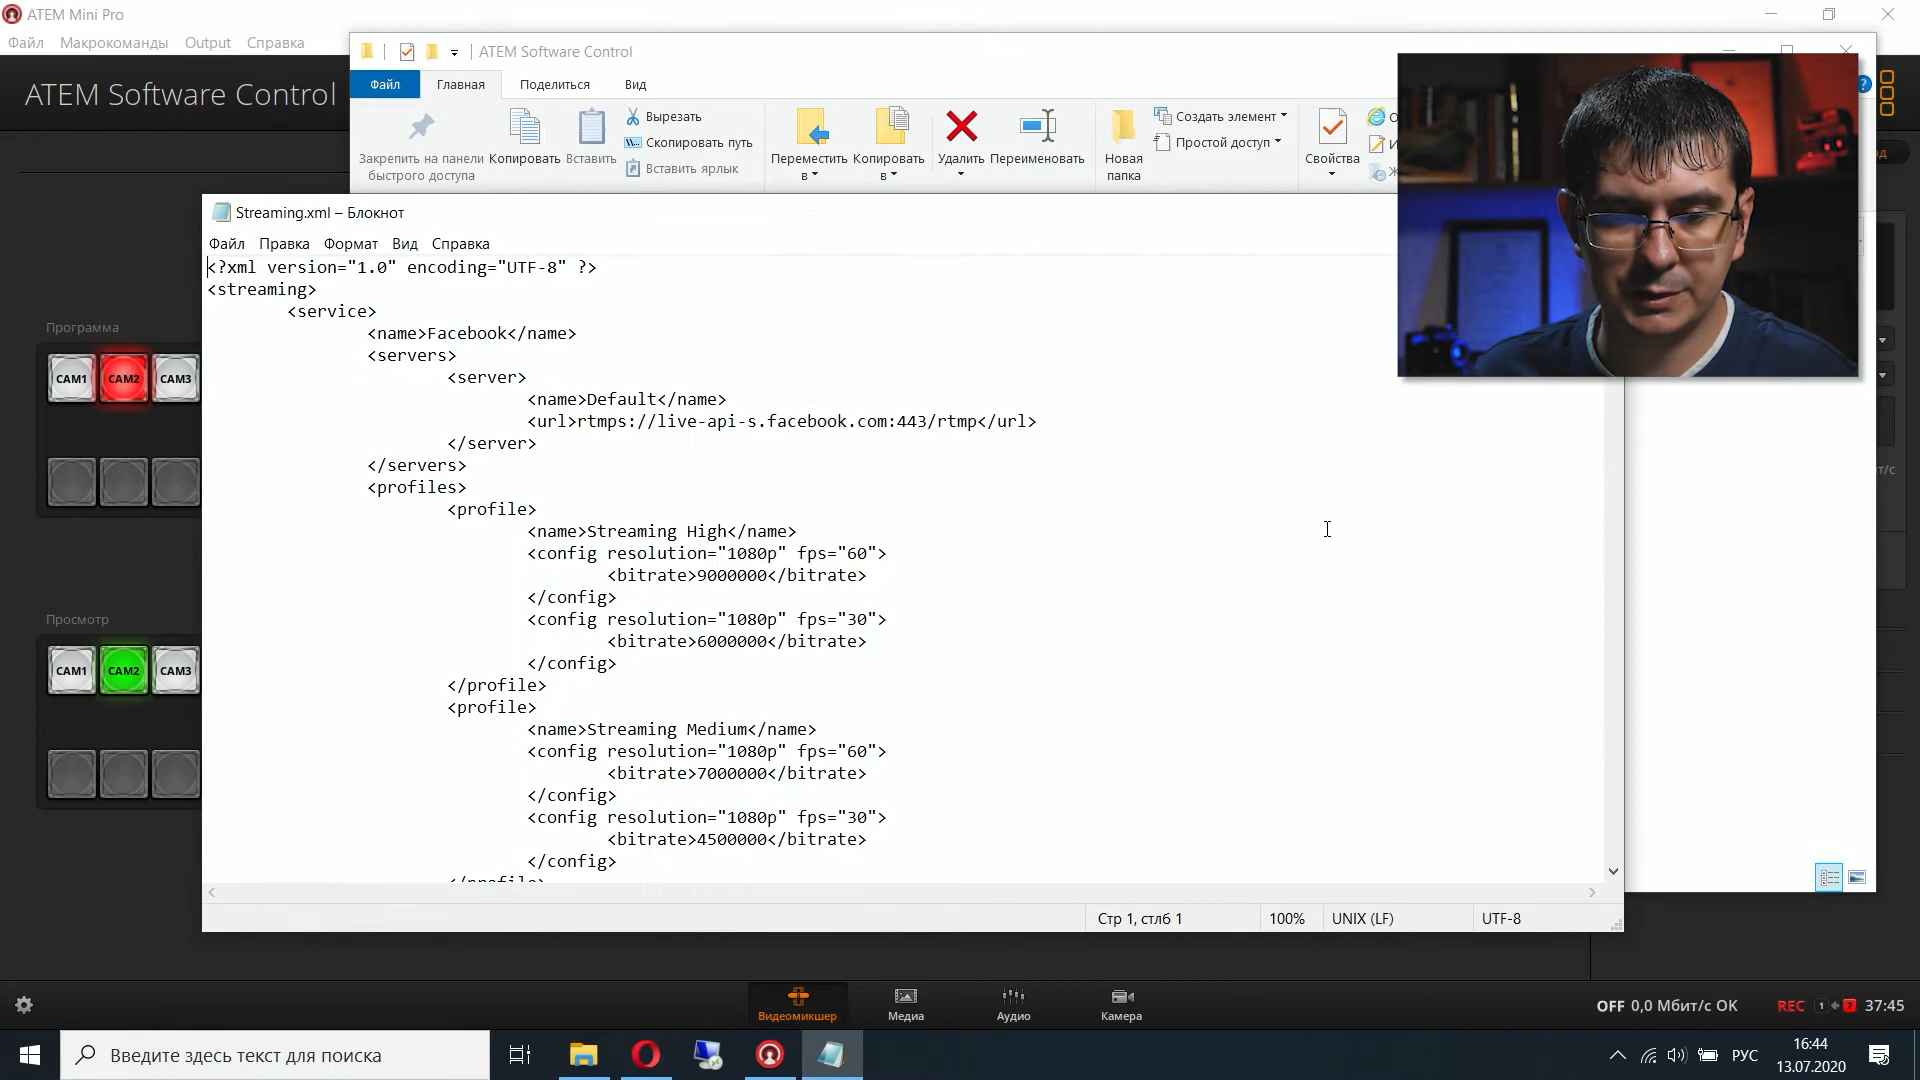 ATEM Mini Pro
Файл Макрокоманды Output Справка
ATEM Software Control
ATEM Software Control
Файл Главная Поделиться Вид
Закрепить на панели быстрого доступа
Копировать
Вставить
Вырезать
Скопировать путь
Вставить ярлык
Переместить в
Копировать в
Удалить
Переименовать
Новая папка
Создать элемент
Простой доступ
Свойства
Streaming.xml – Блокнот
Файл Правка Формат Вид Справка
<?xml version="1.0" encoding="UTF-8" ?>
<streaming>
<service>
<name>Facebook</name>
<servers>
<server>
<name>Default</name>
<url>rtmps://live-api-s.facebook.com:443/rtmp</url>
</server>
</servers>
<profiles>
<profile>
<name>Streaming High</name>
<config resolution="1080p" fps="60">
<bitrate>9000000</bitrate>
</config>
<config resolution="1080p" fps="30">
<bitrate>6000000</bitrate>
</config>
</profile>
<profile>
<name>Streaming Medium</name>
<config resolution="1080p" fps="60">
<bitrate>7000000</bitrate>
</config>
<config resolution="1080p" fps="30">
<bitrate>4500000</bitrate>
</config>
Стр 1, стлб 1 100% UNIX (LF) UTF-8
Программа
CAM1 CAM2 CAM3
Просмотр
CAM1 CAM2 CAM3
Видеомикшер Медиа Аудио Камера
OFF 0,0 Мбит/с OK REC 1 2 37:45
Введите здесь текст для поиска
РУС
16:44
13.07.2020